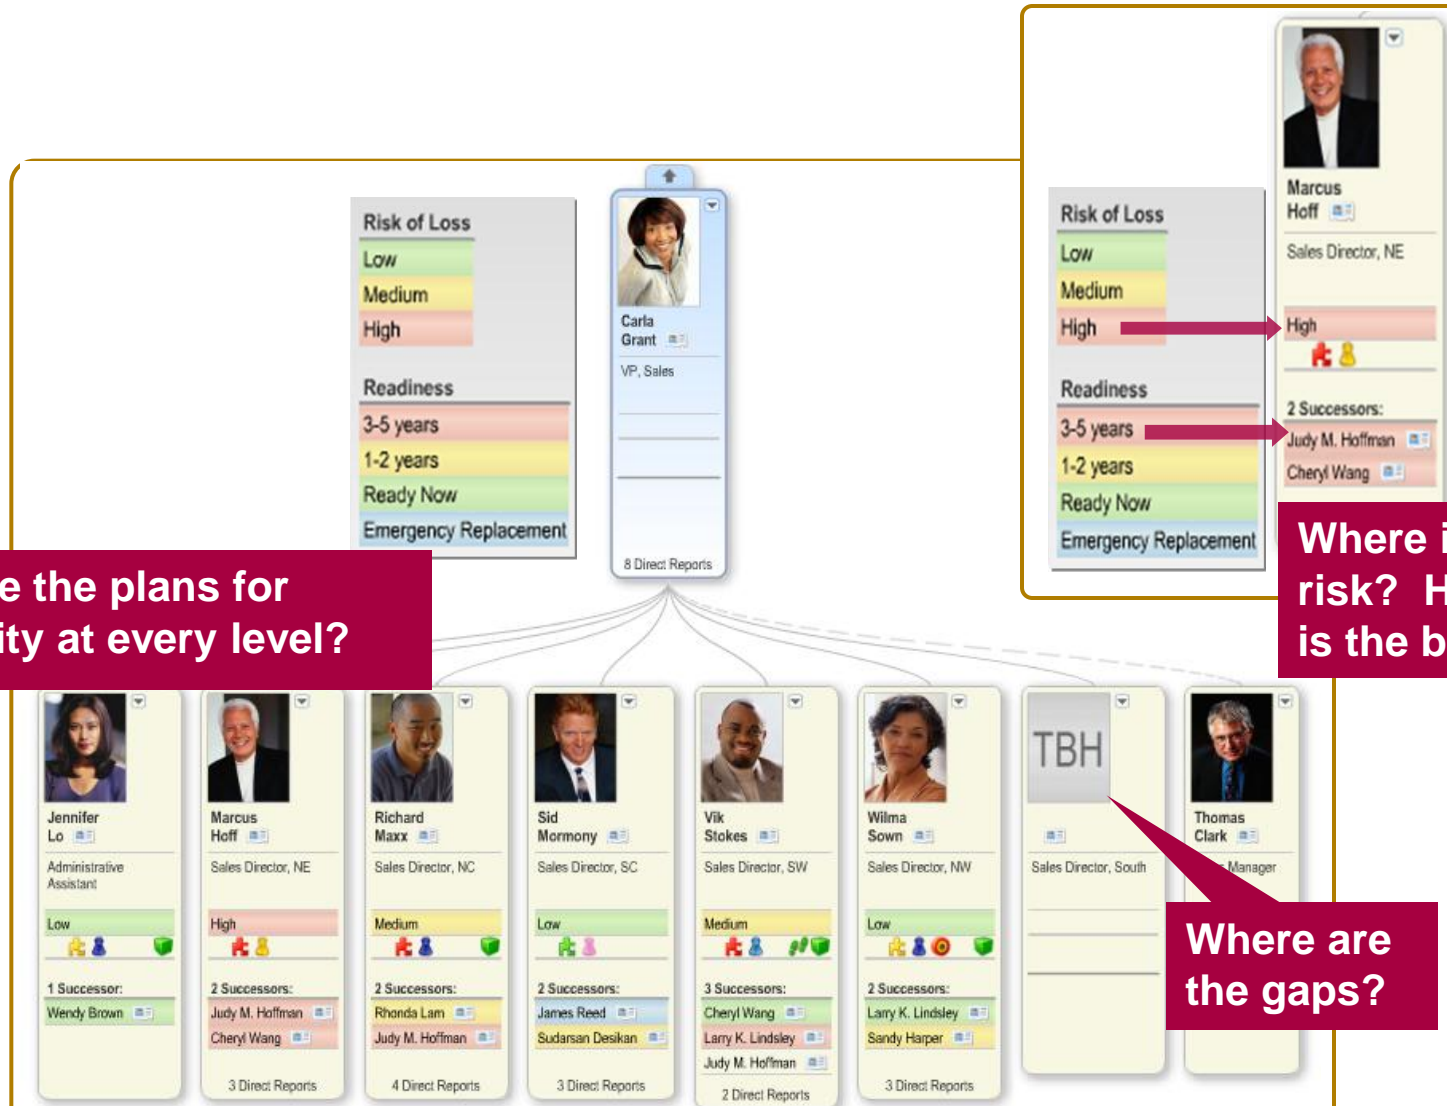 Risk of Loss
Low
Medium
High
Readiness
3-5 years
1-2 years
Ready Now
Emergency Replacement
Carla
Grant
VP, Sales
8 Direct Reports
Risk of Loss
Low
Medium
High
Readiness
3-5 years
1-2 years
Ready Now
Emergency Replacement
Marcus
Hoff
Sales Director, NE
High
2 Successors:
Judy M. Hoffman
Cheryl Wang
Where
risk?
is the
the plans for
at every level?
Jennifer
Lo
Administrative
Assistant
Low
1 Successor:
Wendy Brown
Marcus
Hoff
Sales Director, NE
High
2 Successors:
Judy M. Hoffman
Cheryl Wang
3 Direct Reports
Richard
Maxx
Sales Director, NC
Medium
2 Successors:
Rhonda Lam
Judy M. Hoffman
4 Direct Reports
Sid
Mormony
Sales Director, SC
Low
2 Successors:
James Reed
Sudarsan Desikan
3 Direct Reports
Vik
Stokes
Sales Director, SW
Medium
3 Successors:
Cheryl Wang
Larry K. Lindsley
Judy M. Hoffman
2 Direct Reports
Wilma
Sown
Sales Director, NW
Low
2 Successors:
Larry K. Lindsley
Sandy Harper
3 Direct Reports
TBH
Sales Director, South
Thomas
Clark
Manager
Where are
the gaps?